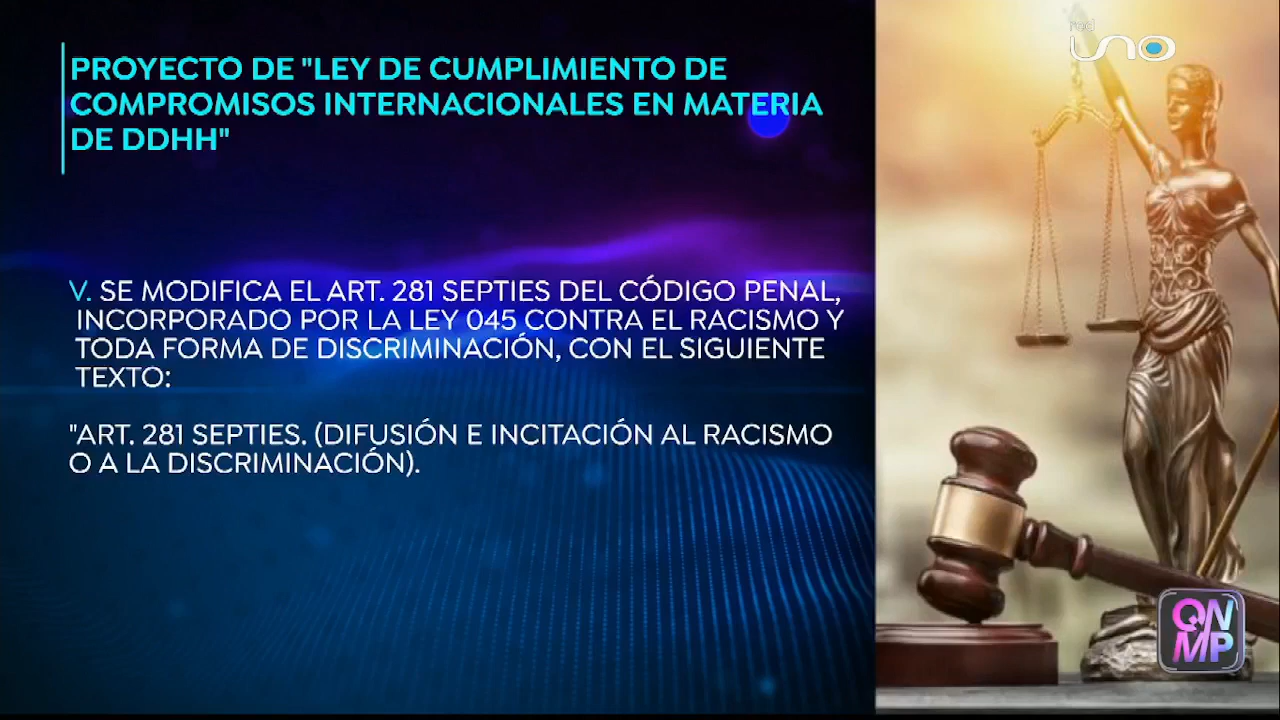 PROYECTO DE "LEY DE CUMPLIMIENTO DE
COMPROMISOS INTERNACIONALES EN MATERIA
DE DDHH"
V. SE MODIFICA EL ART. 281 SEPTIES DEL CÓDIGO PENAL,
INCORPORADO POR LA LEY 045 CONTRA EL RACISMO Y
TODA FORMA DE DISCRIMINACIÓN, CON EL SIGUIENTE
TEXTO:
"ART. 281 SEPTIES. (DIFUSIÓN E INCITACIÓN AL RACISMO
O A LA DISCRIMINACIÓN).
red
UNO
QN
MP